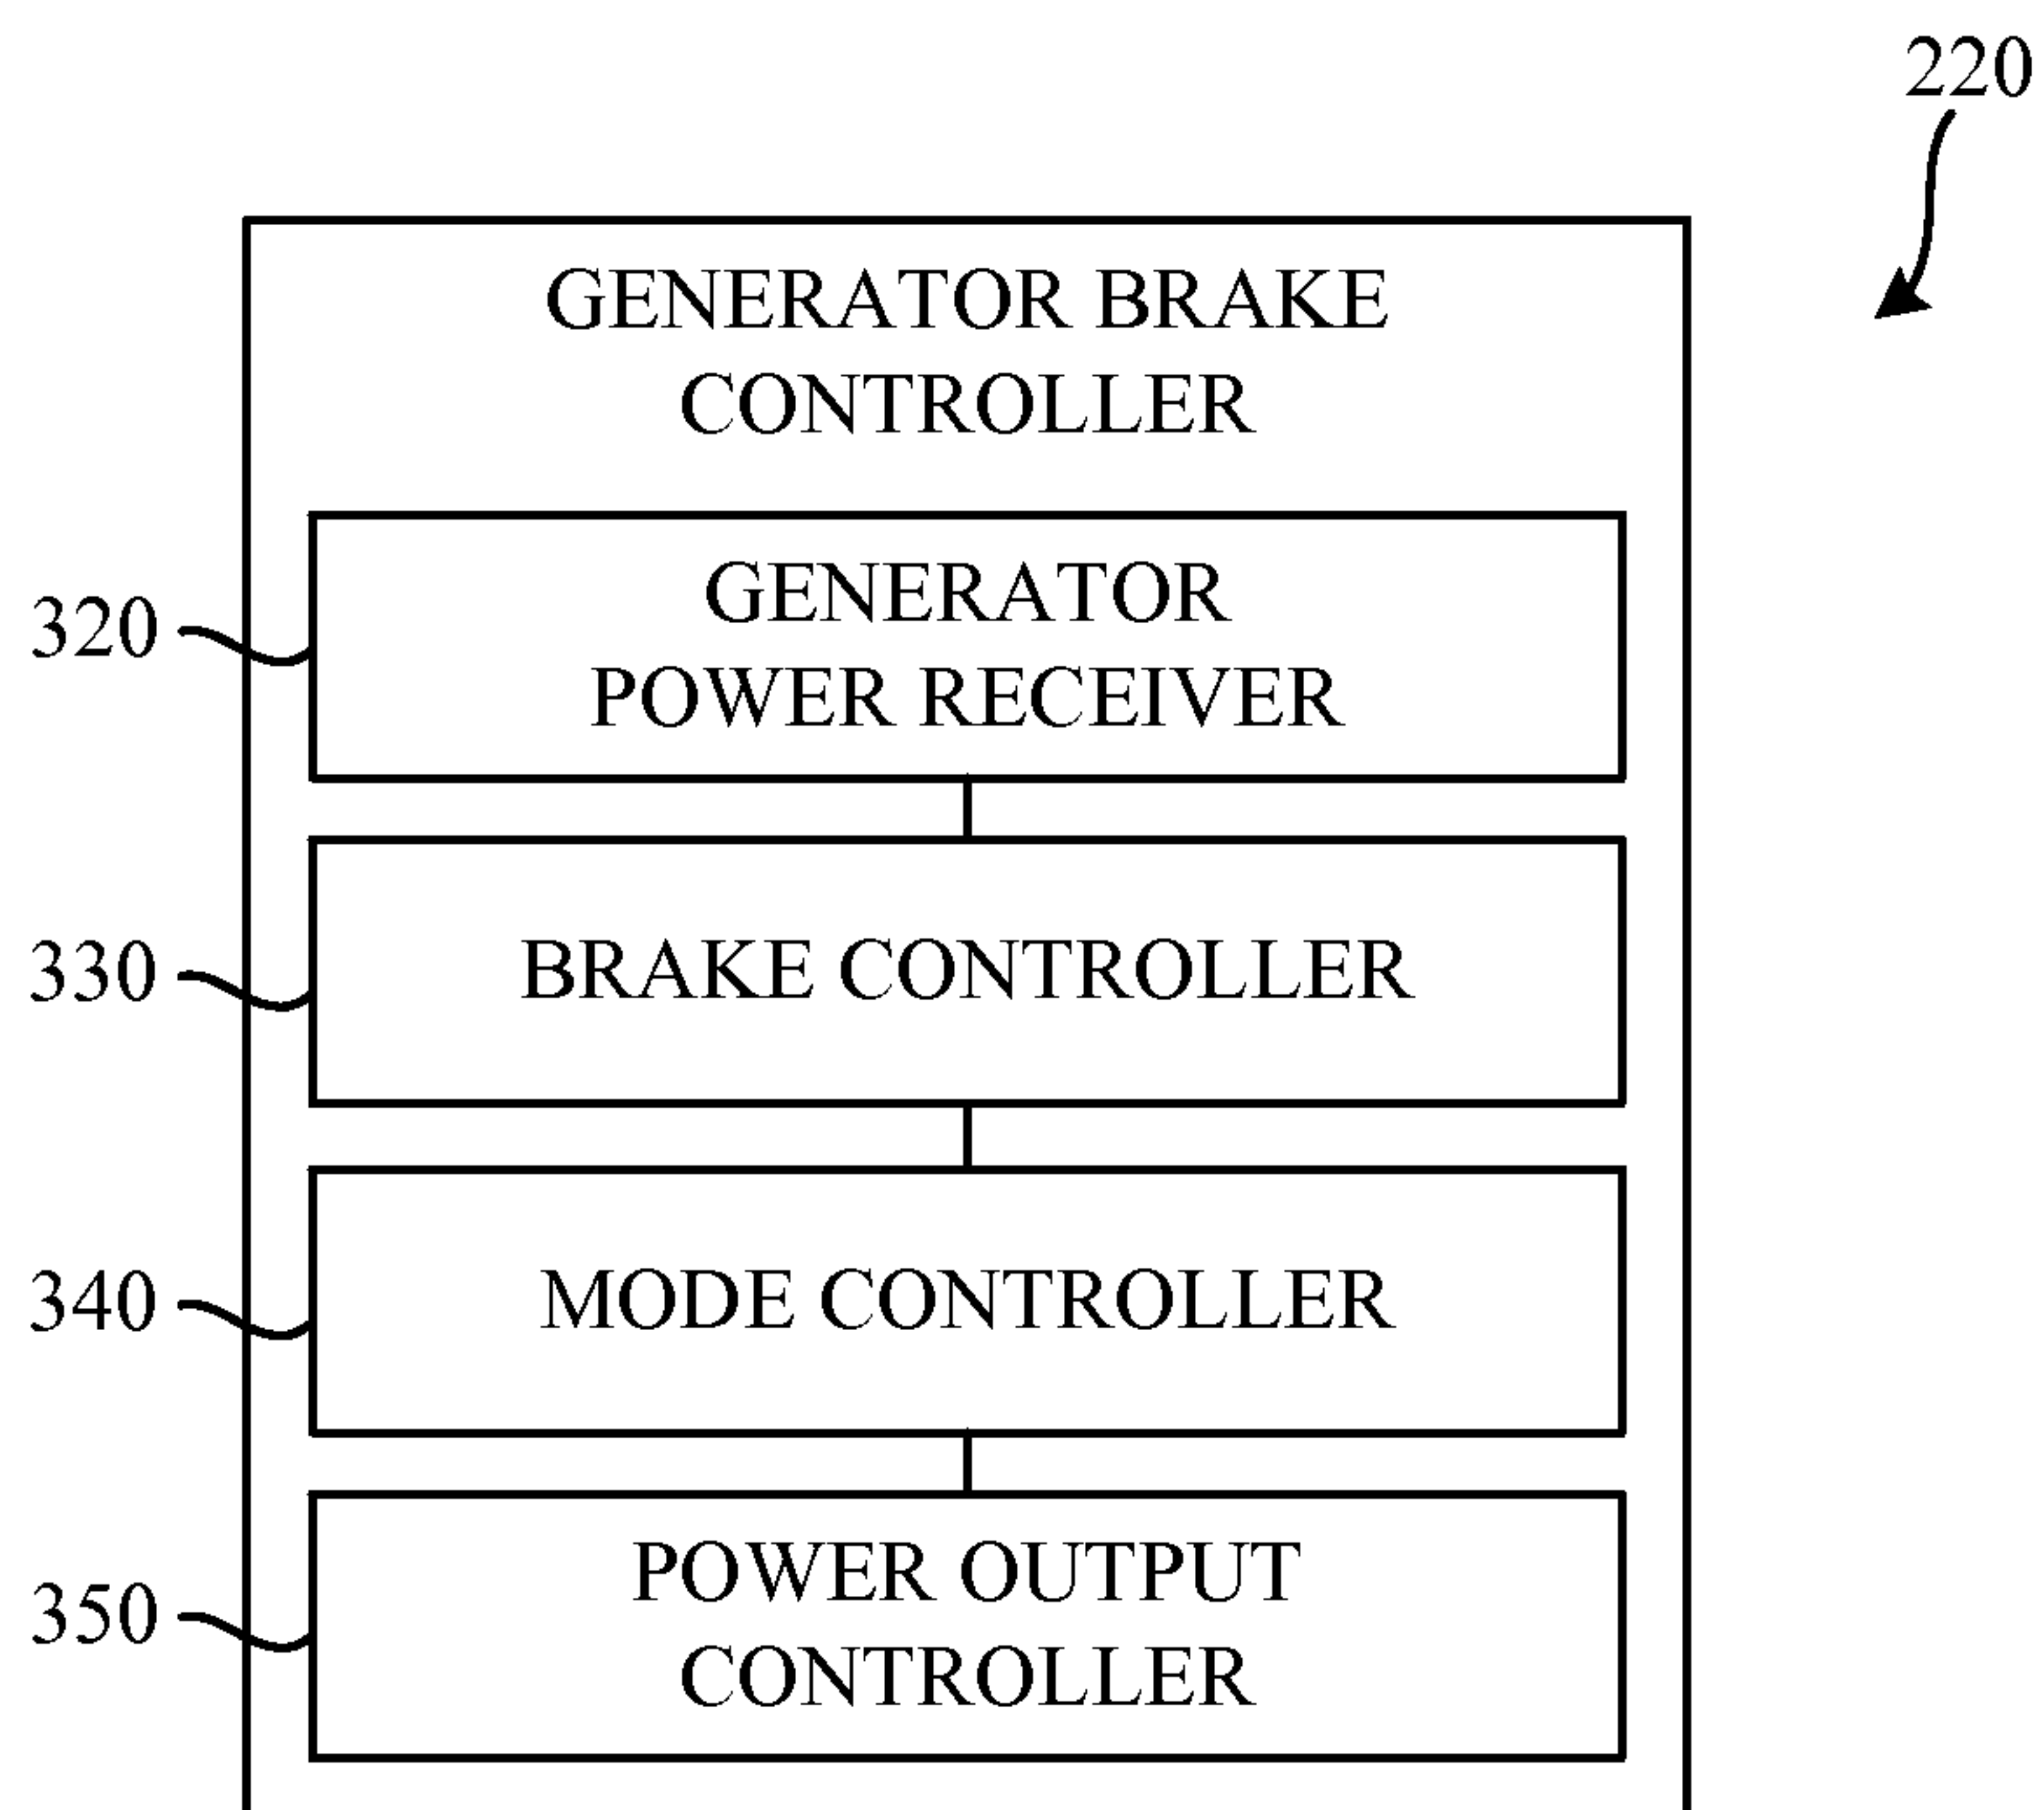 220
GENERATOR BRAKE
CONTROLLER
GENERATOR
POWER RECEIVER
320
BRAKE CONTROLLER
330
MODE CONTROLLER
340
POWER OUTPUT
CONTROLLER
350